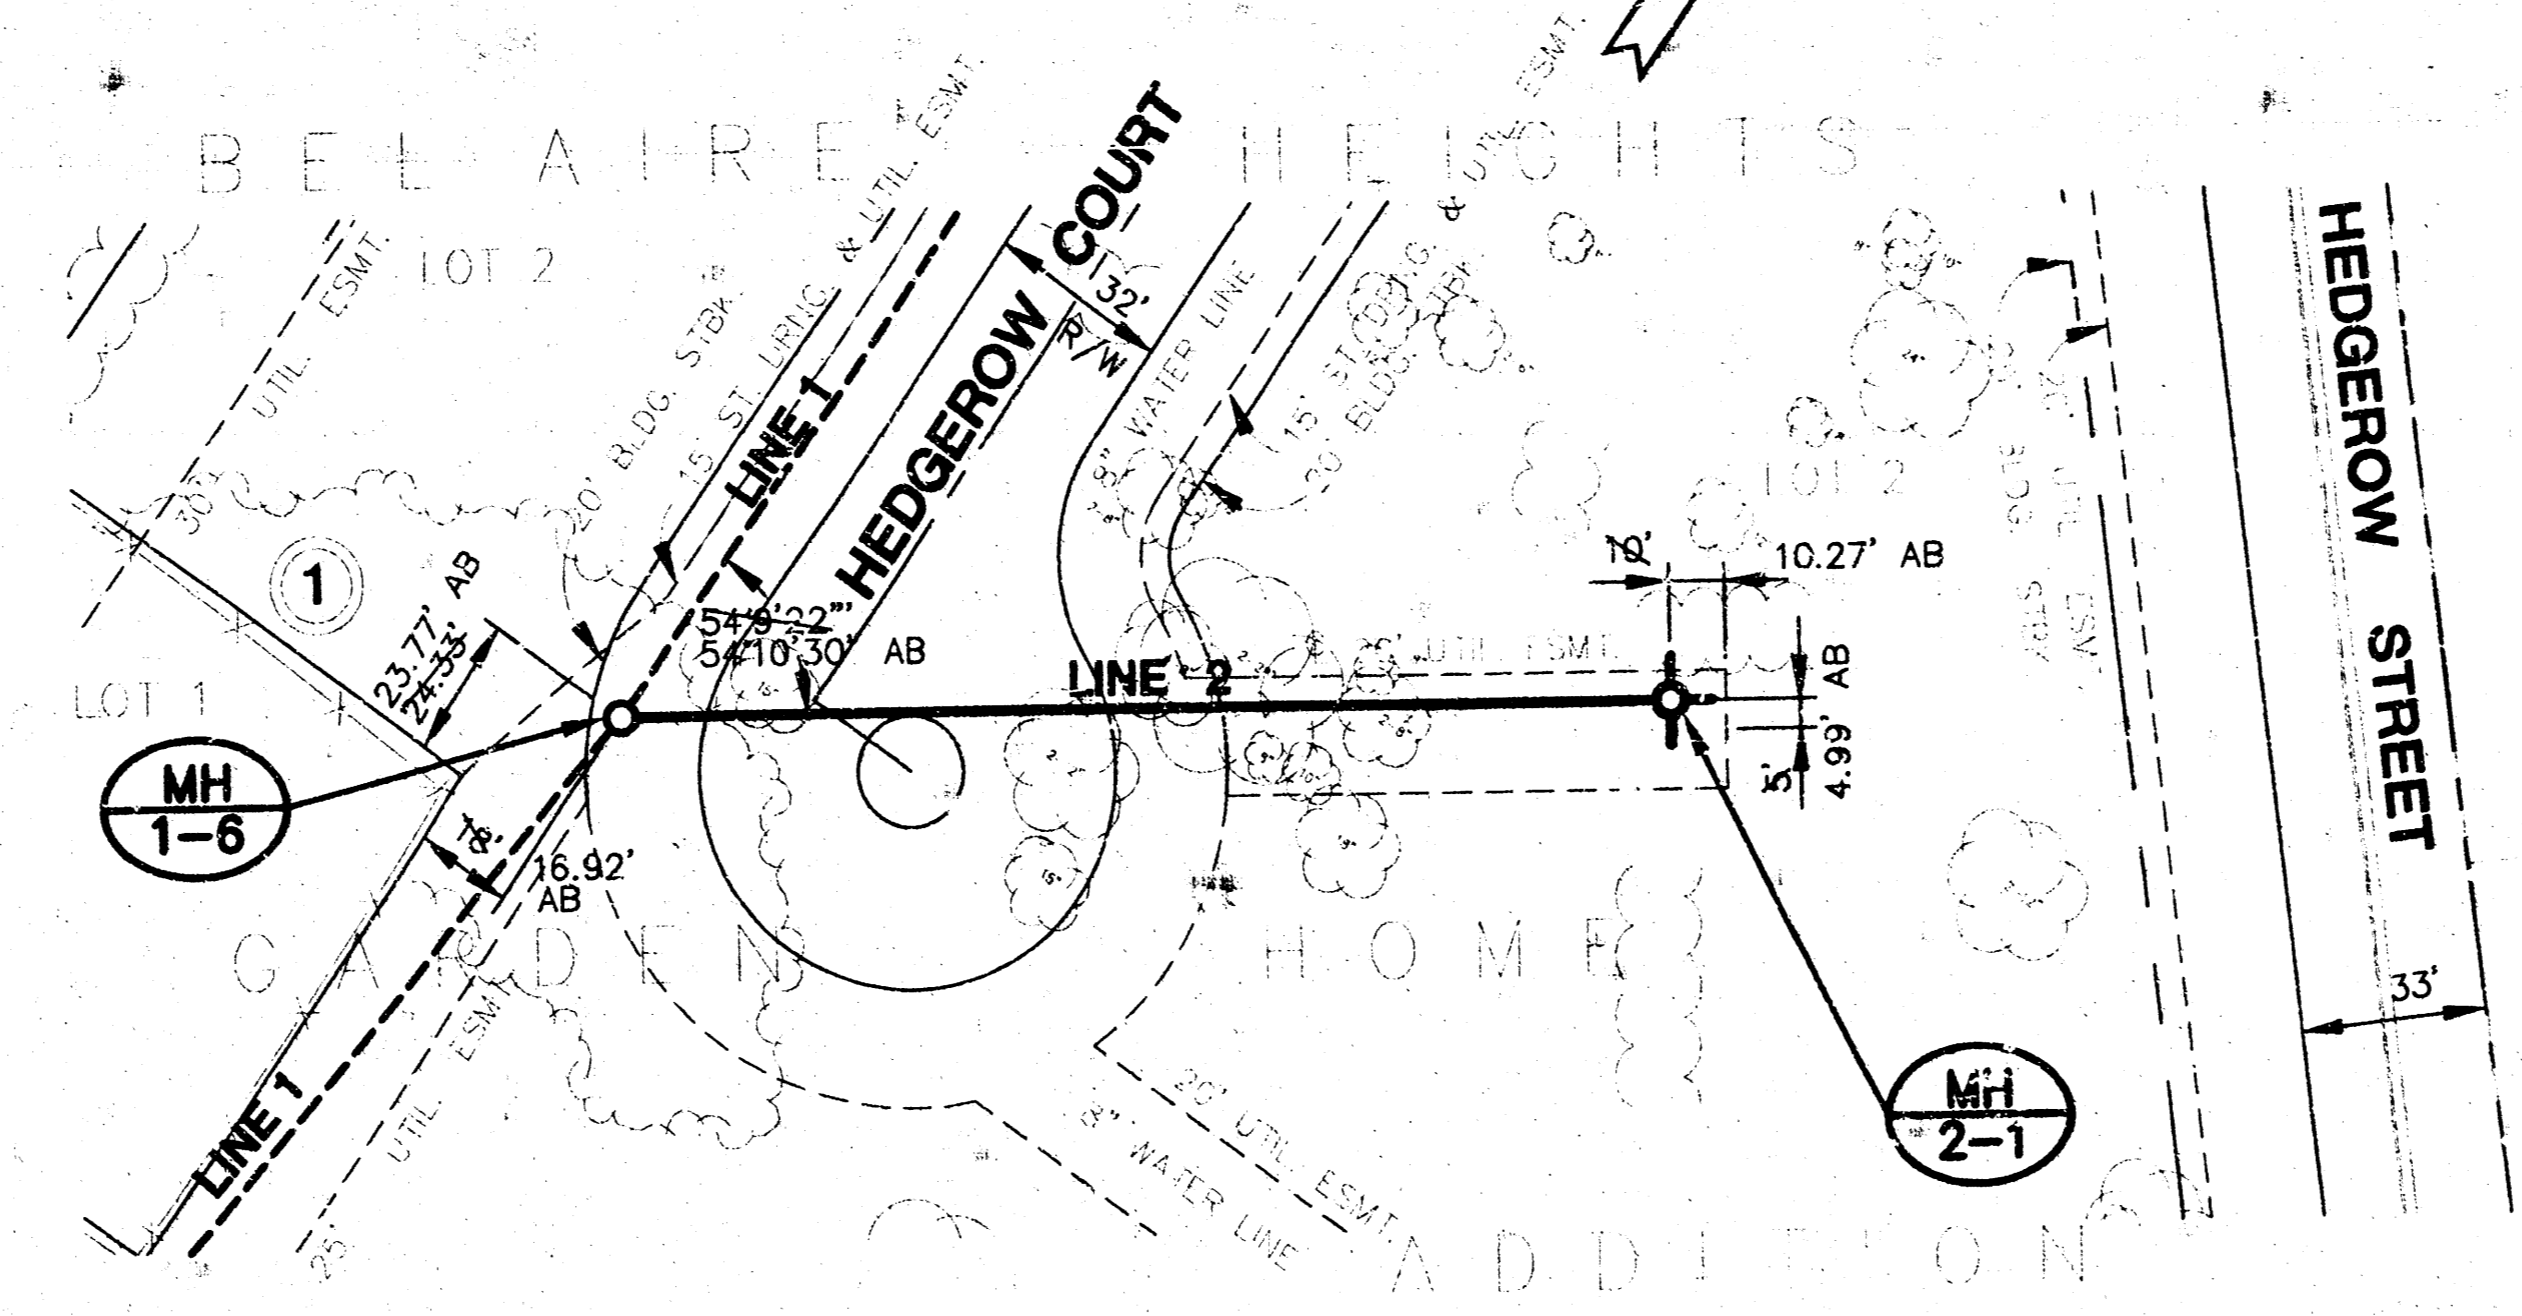 BEL AIRE HEIGHTS
LOT 2
UTIL. ESMT.
30'
20' BLDG. STBK.
15' ST. DRNG. & UTIL. ESMT.
LINE 1
HEDGEROW COURT
32'
R/W
8" WATER LINE
15' ST. DRNG. & UTIL. ESMT.
20' BLDG. STBK.
LOT 2
HEDGEROW STREET
33'
1
23.77' AB
24.33'
54°9'22"
54°10'30" AB
LINE 2
20' UTIL. ESMT.
10'
10.27' AB
5'
4.99' AB
LOT 1
MH
1-6
16.92'
AB
GARDEN HOME
LINE 1
25' UTIL. ESMT.
MH
2-1
20' UTIL. ESMT.
8" WATER LINE
ADDITION